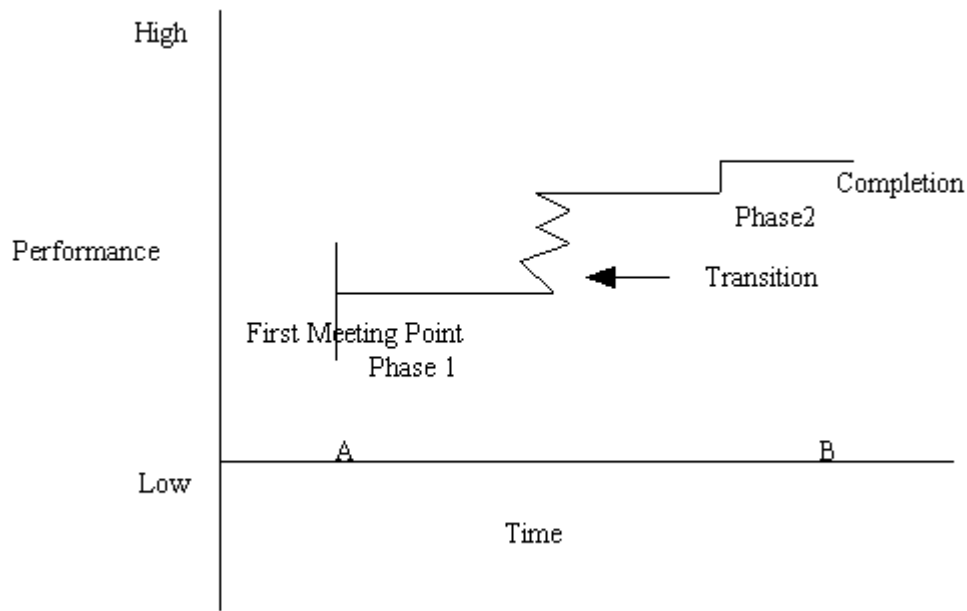 High
Completion
Phase2
Performance
Transition
First Meeting Point
Phase 1
A
B
Low
Time